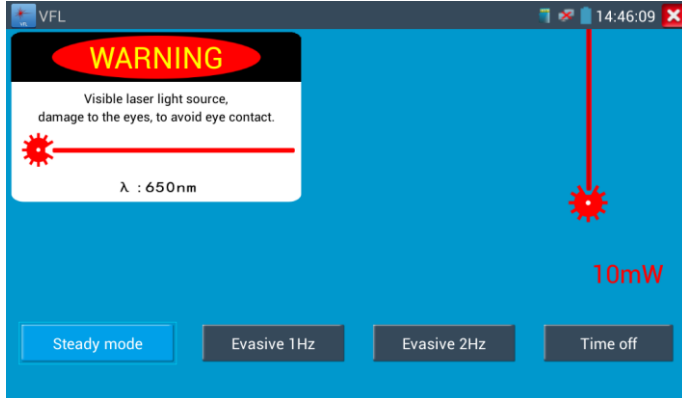 VFL
14:46:09
WARNING
Visible laser light source,
damage to the eyes, to avoid eye contact.
λ :650nm
10mW
Steady mode
Evasive 1Hz
Evasive 2Hz
Time off